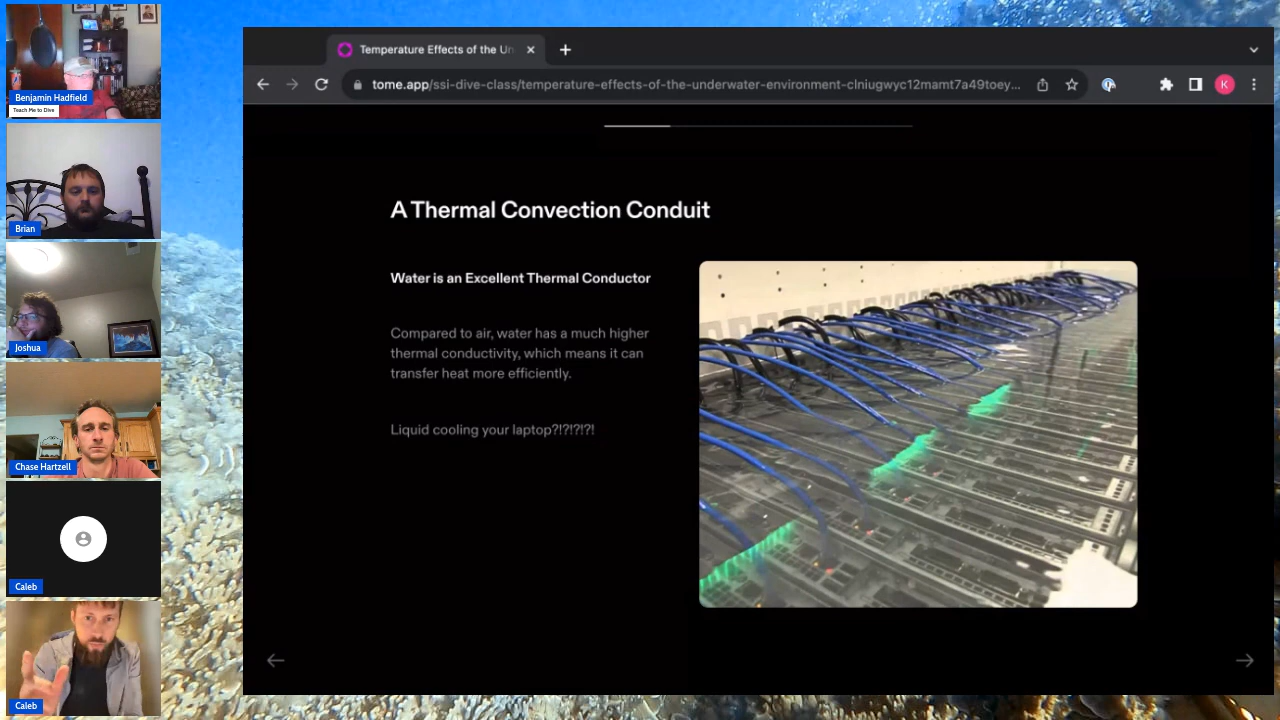 Benjamin Hadfield
Teach Me to Dive
Brian
Joshua
Chase Hartzell
Caleb
Caleb
Temperature Effects of the Un
tome.app/ssi-dive-class/temperature-effects-of-the-underwater-environment-clniugwyc12mamt7a49toey...
K
A Thermal Convection Conduit
Water is an Excellent Thermal Conductor
Compared to air, water has a much higher
thermal conductivity, which means it can
transfer heat more efficiently.
Liquid cooling your laptop?!?!?!?!